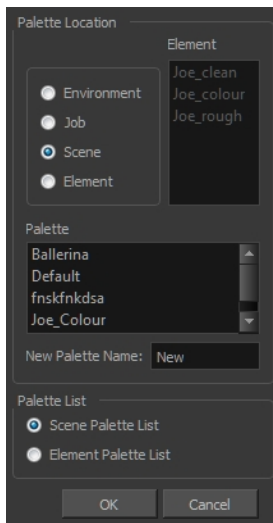 Palette Location
Element
Joe_clean
Joe_colour
Joe_rough
Environment
Job
Scene
Element
Palette
Ballerina
Default
fnskfnkdsa
Joe_Colour
New Palette Name: New
Palette List
Scene Palette List
Element Palette List
OK Cancel